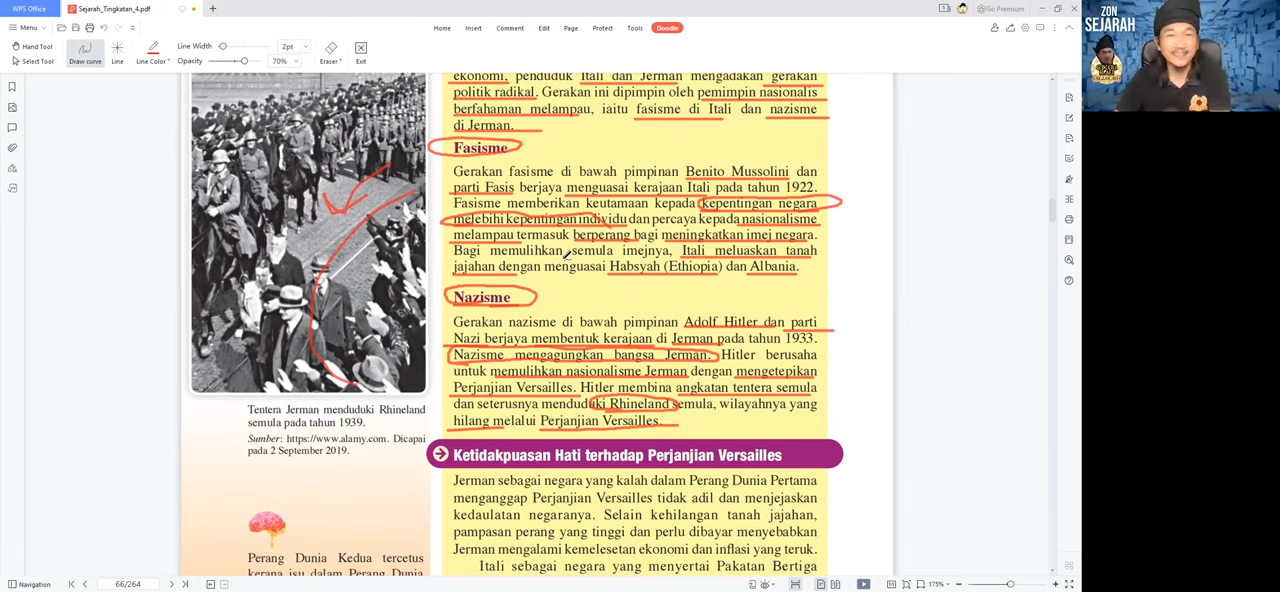 WPS Office
Sejarah_Tingkatan_4.pdf
Go Premium
Menu
Home
Insert
Comment
Edit
Page
Protect
Tools
Doodle
Hand Tool
Select Tool
Draw curve
Line
Line Color
Line Width
2pt
Opacity
70%
Eraser
Exit
ZON
SEJARAH
ekonomi, penduduk Itali dan Jerman mengadakan gerakan
politik radikal. Gerakan ini dipimpin oleh pemimpin nasionalis
berfahaman melampau, iaitu fasisme di Itali dan nazisme
di Jerman.
Fasisme
Gerakan fasisme di bawah pimpinan Benito Mussolini dan
parti Fasis berjaya menguasai kerajaan Itali pada tahun 1922.
Fasisme memberikan keutamaan kepada kepentingan negara
melebihi kepentingan individu dan percaya kepada nasionalisme
melampau termasuk berperang bagi meningkatkan imej negara.
Bagi memulihkan semula imejnya, Itali meluaskan tanah
jajahan dengan menguasai Habsyah (Ethiopia) dan Albania.
Nazisme
Gerakan nazisme di bawah pimpinan Adolf Hitler dan parti
Nazi berjaya membentuk kerajaan di Jerman pada tahun 1933.
Nazisme mengagungkan bangsa Jerman. Hitler berusaha
untuk memulihkan nasionalisme Jerman dengan mengetepikan
Perjanjian Versailles. Hitler membina angkatan tentera semula
dan seterusnya menduduki Rhineland semula, wilayahnya yang
hilang melalui Perjanjian Versailles.
Ketidakpuasan Hati terhadap Perjanjian Versailles
Jerman sebagai negara yang kalah dalam Perang Dunia Pertama
menganggap Perjanjian Versailles tidak adil dan menjejaskan
kedaulatan negaranya. Selain kehilangan tanah jajahan,
pampasan perang yang tinggi dan perlu dibayar menyebabkan
Jerman mengalami kemelesetan ekonomi dan inflasi yang teruk.
Itali sebagai negara yang menyertai Pakatan Bertiga
Tentera Jerman menduduki Rhineland
semula pada tahun 1939.
Sumber: https://www.alamy.com. Dicapai
pada 2 September 2019.
Perang Dunia Kedua tercetus
kerana isu dalam Perang Dunia
Navigation
66/264
175%